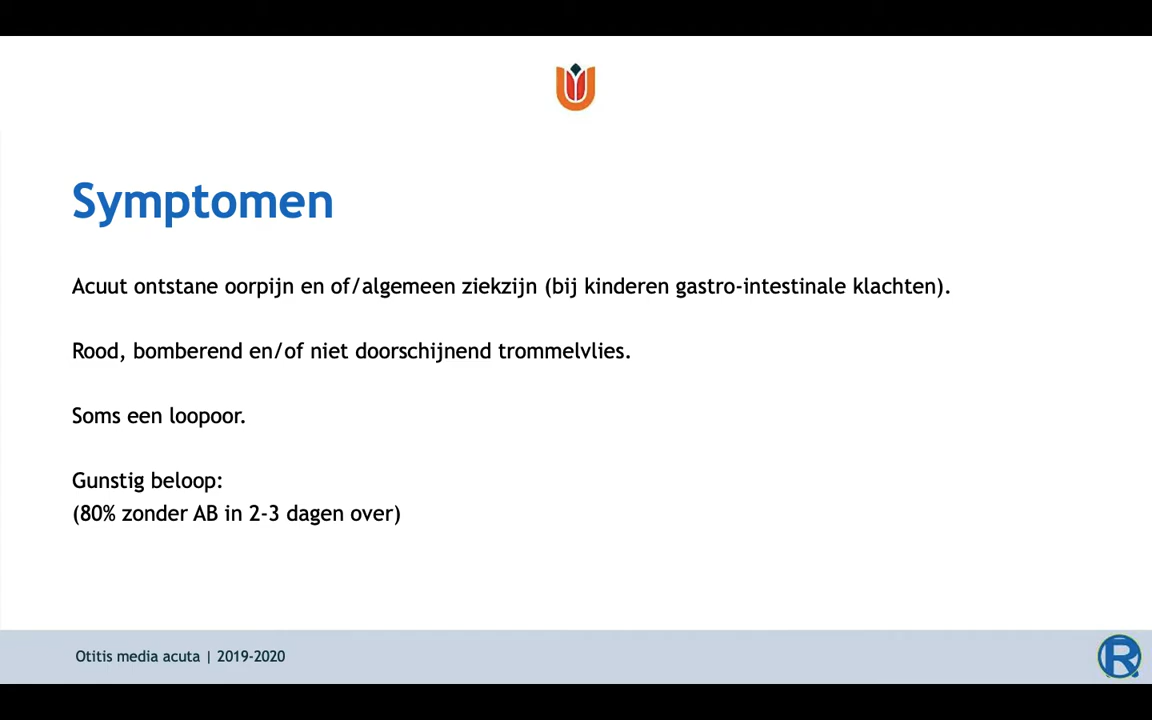 Symptomen
Acuut ontstane oorpijn en of/algemeen ziekzijn (bij kinderen gastro-intestinale klachten).
Rood, bomberend en/of niet doorschijnend trommelvlies.
Soms een loopoor.
Gunstig beloop:
(80% zonder AB in 2-3 dagen over)
Otitis media acuta | 2019-2020
R